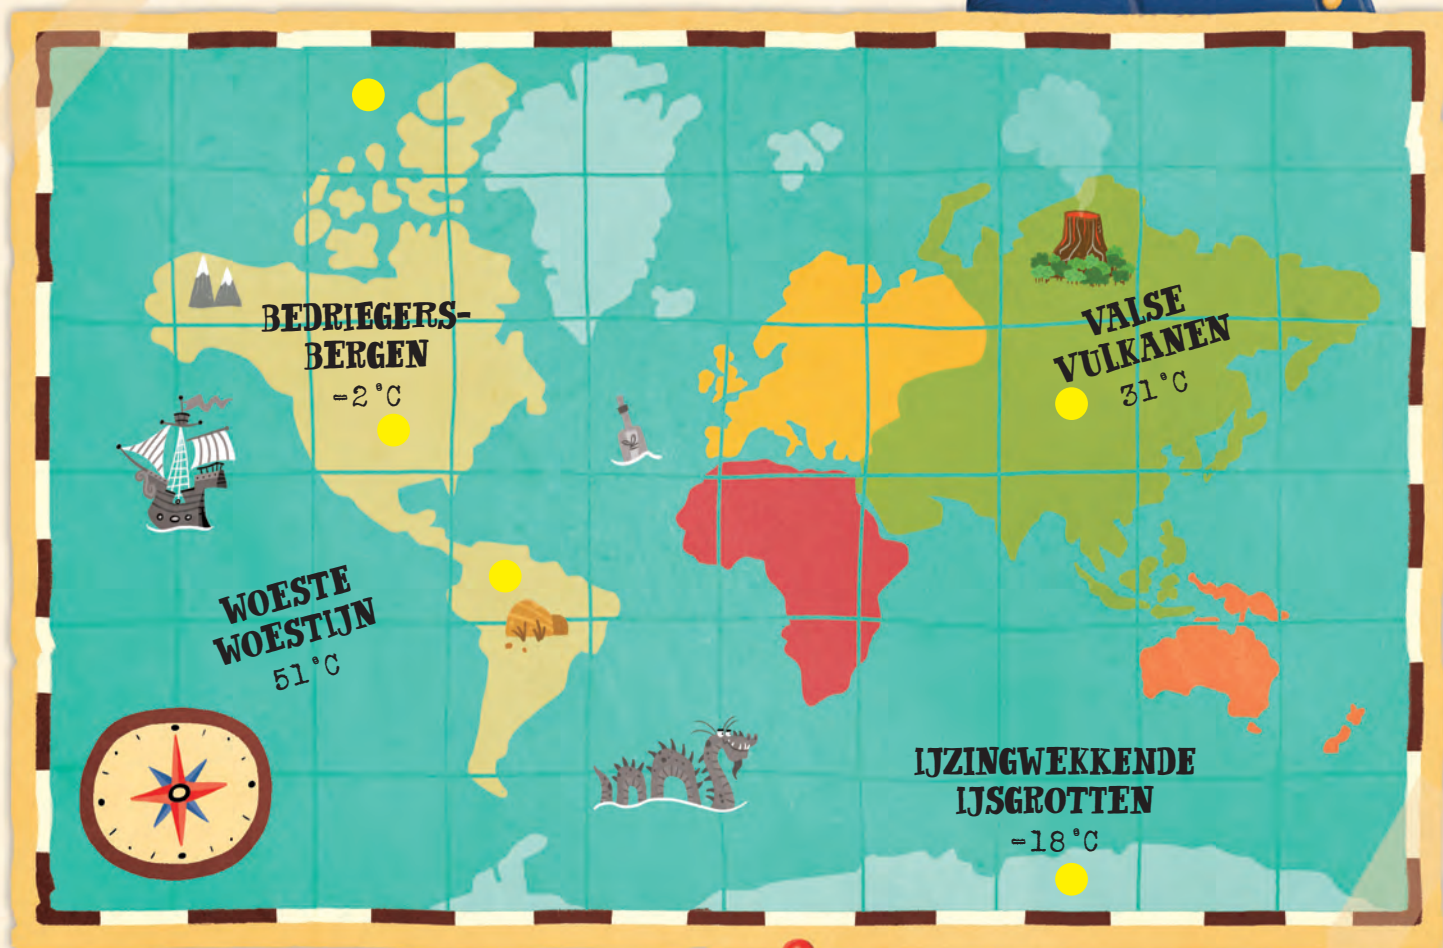 BEDRIEGERS-
BERGEN
-2°C
VALSE
VULKANEN
31°C
WOESTE
WOESTIJN
51°C
IJZINGWEKKENDE
IJSGROTTEN
-18°C